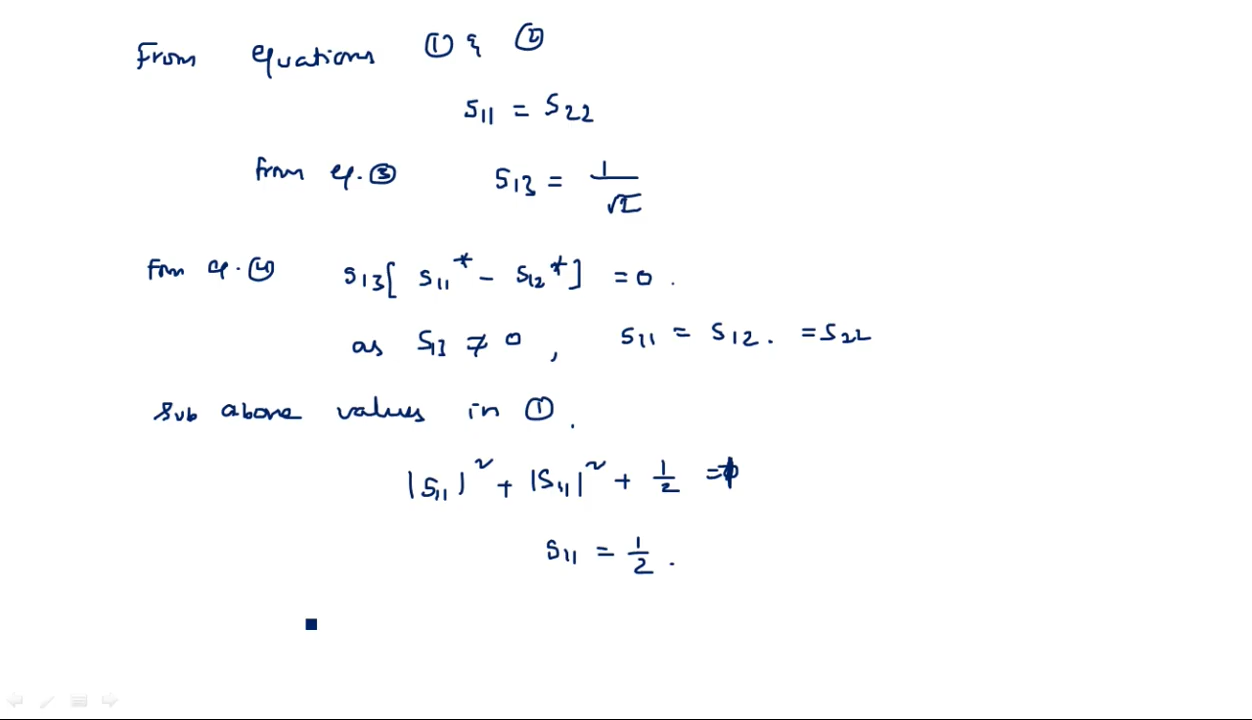 From equations ① & ②
S₁₁ = S₂₂
from eq. ③ S₁₃ = 1/√2
from eq. ④ S₁₃[ S₁₁* - S₁₂* ] = 0.
as S₁₃ ≠ 0, S₁₁ = S₁₂. = S₂₂
sub above values in ①.
|S₁₁|² + |S₁₁|² + 1/2 = 1
S₁₁ = 1/2.